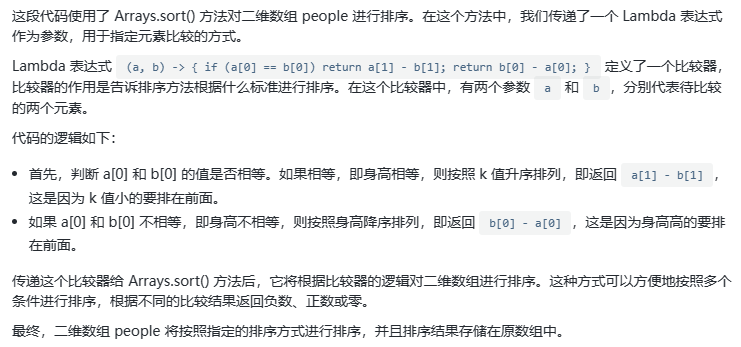 这段代码使用了 Arrays.sort() 方法对二维数组 people 进行排序。在这个方法中，我们传递了一个 Lambda 表达式
作为参数，用于指定元素比较的方式。
Lambda 表达式 (a, b) -> { if (a[0] == b[0]) return a[1] - b[1]; return b[0] - a[0]; } 定义了一个比较器，
比较器的作用是告诉排序方法根据什么标准进行排序。在这个比较器中，有两个参数 a 和 b ，分别代表待比较
的两个元素。
代码的逻辑如下：
• 首先，判断 a[0] 和 b[0] 的值是否相等。如果相等，即身高相等，则按照 k 值升序排列，即返回 a[1] - b[1] ，
这是因为 k 值小的要排在前面。
• 如果 a[0] 和 b[0] 不相等，即身高不相等，则按照身高降序排列，即返回 b[0] - a[0] ，这是因为身高高的要排
在前面。
传递这个比较器给 Arrays.sort() 方法后，它将根据比较器的逻辑对二维数组进行排序。这种方式可以方便地按照多个
条件进行排序，根据不同的比较结果返回负数、正数或零。
最终，二维数组 people 将按照指定的排序方式进行排序，并且排序结果存储在原数组中。